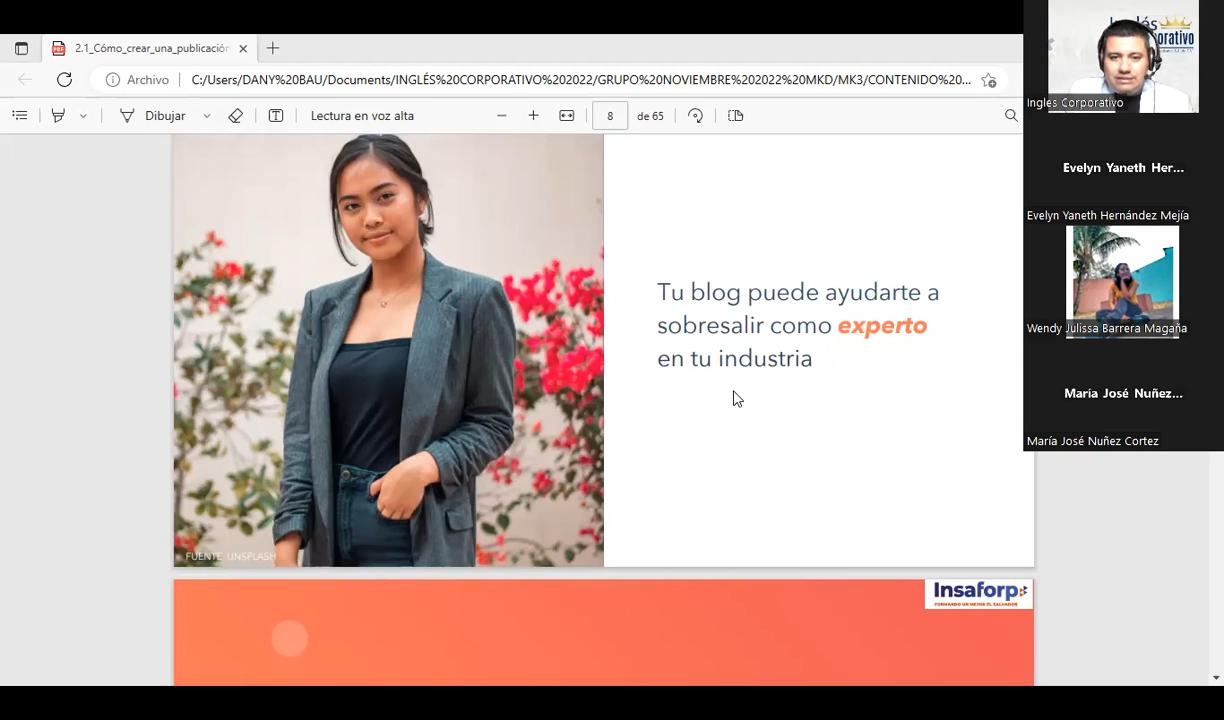 2.1_Cómo_crear_una_publicación
Archivo
C:/Users/DANY%20BAU/Documents/INGLÉS%20CORPORATIVO%202022/GRUPO%20NOVIEMBRE%202022%20MKD/MK3/CONTENIDO%20...
Dibujar
Lectura en voz alta
8
de 65
Tu blog puede ayudarte a
sobresalir como experto
en tu industria
FUENTE: UNSPLASH
Insaforp
FORMANDO UN MEJOR EL SALVADOR
Inglés Corporativo
Evelyn Yaneth Her...
Evelyn Yaneth Hernández Mejía
Wendy Julissa Barrera Magaña
María José Nuñez...
María José Nuñez Cortez